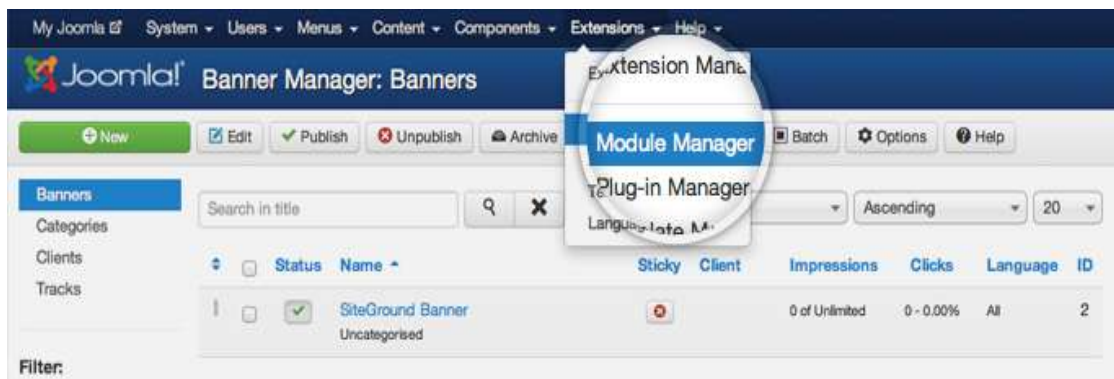 My Joomla System Users Menus Content Components Extensions Help
Joomla! Banner Manager: Banners
New Edit Publish Unpublish Archive Batch Options Help
Extension Mana
Module Manager
Plug-in Manager
Banners
Categories
Clients
Tracks
Search in title
Ascending 20
Status Name Sticky Client Impressions Clicks Language ID
SiteGround Banner 0 of Unlimited 0 - 0.00% All 2
Uncategorised
Filter: